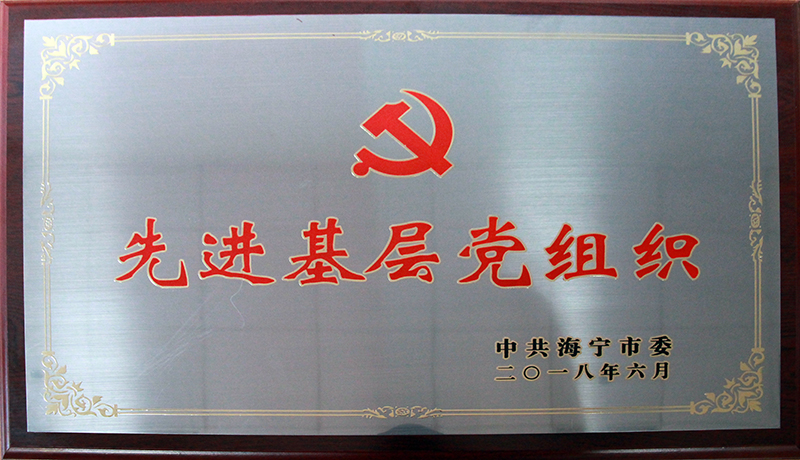 先进基层党组织
中共海宁市委
二〇一八年六月